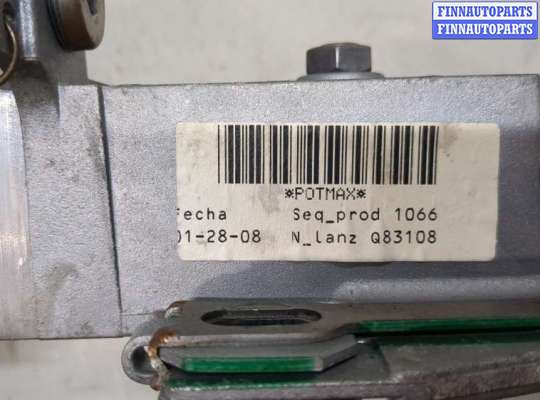 FINNAUTOPARTS
FINNAUTOPARTS
*POTMAX*
Fecha Seq_prod 1066
01-28-08 N_lanz Q83108